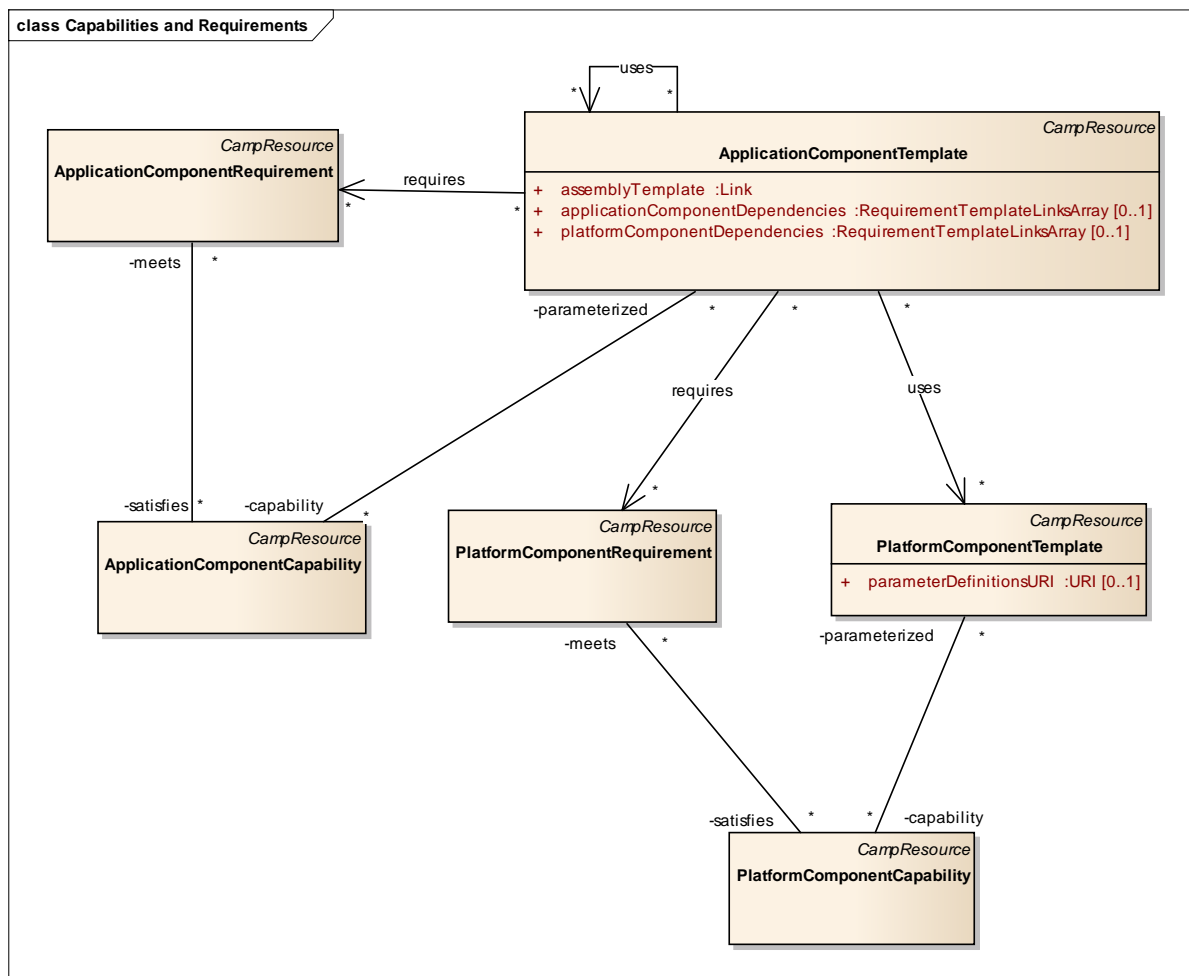 class Capabilities and Requirements
uses
*
*
CampResource
ApplicationComponentTemplate
+ assemblyTemplate :Link
+ applicationComponentDependencies :RequirementTemplateLinksArray [0..1]
+ platformComponentDependencies :RequirementTemplateLinksArray [0..1]
CampResource
ApplicationComponentRequirement
requires
*
*
-meets
*
-parameterized
*
*
*
requires
uses
-satisfies
*
-capability
*
*
*
CampResource
ApplicationComponentCapability
CampResource
PlatformComponentRequirement
CampResource
PlatformComponentTemplate
+ parameterDefinitionsURI :URI [0..1]
-meets
*
-parameterized
*
-satisfies
*
*
-capability
CampResource
PlatformComponentCapability